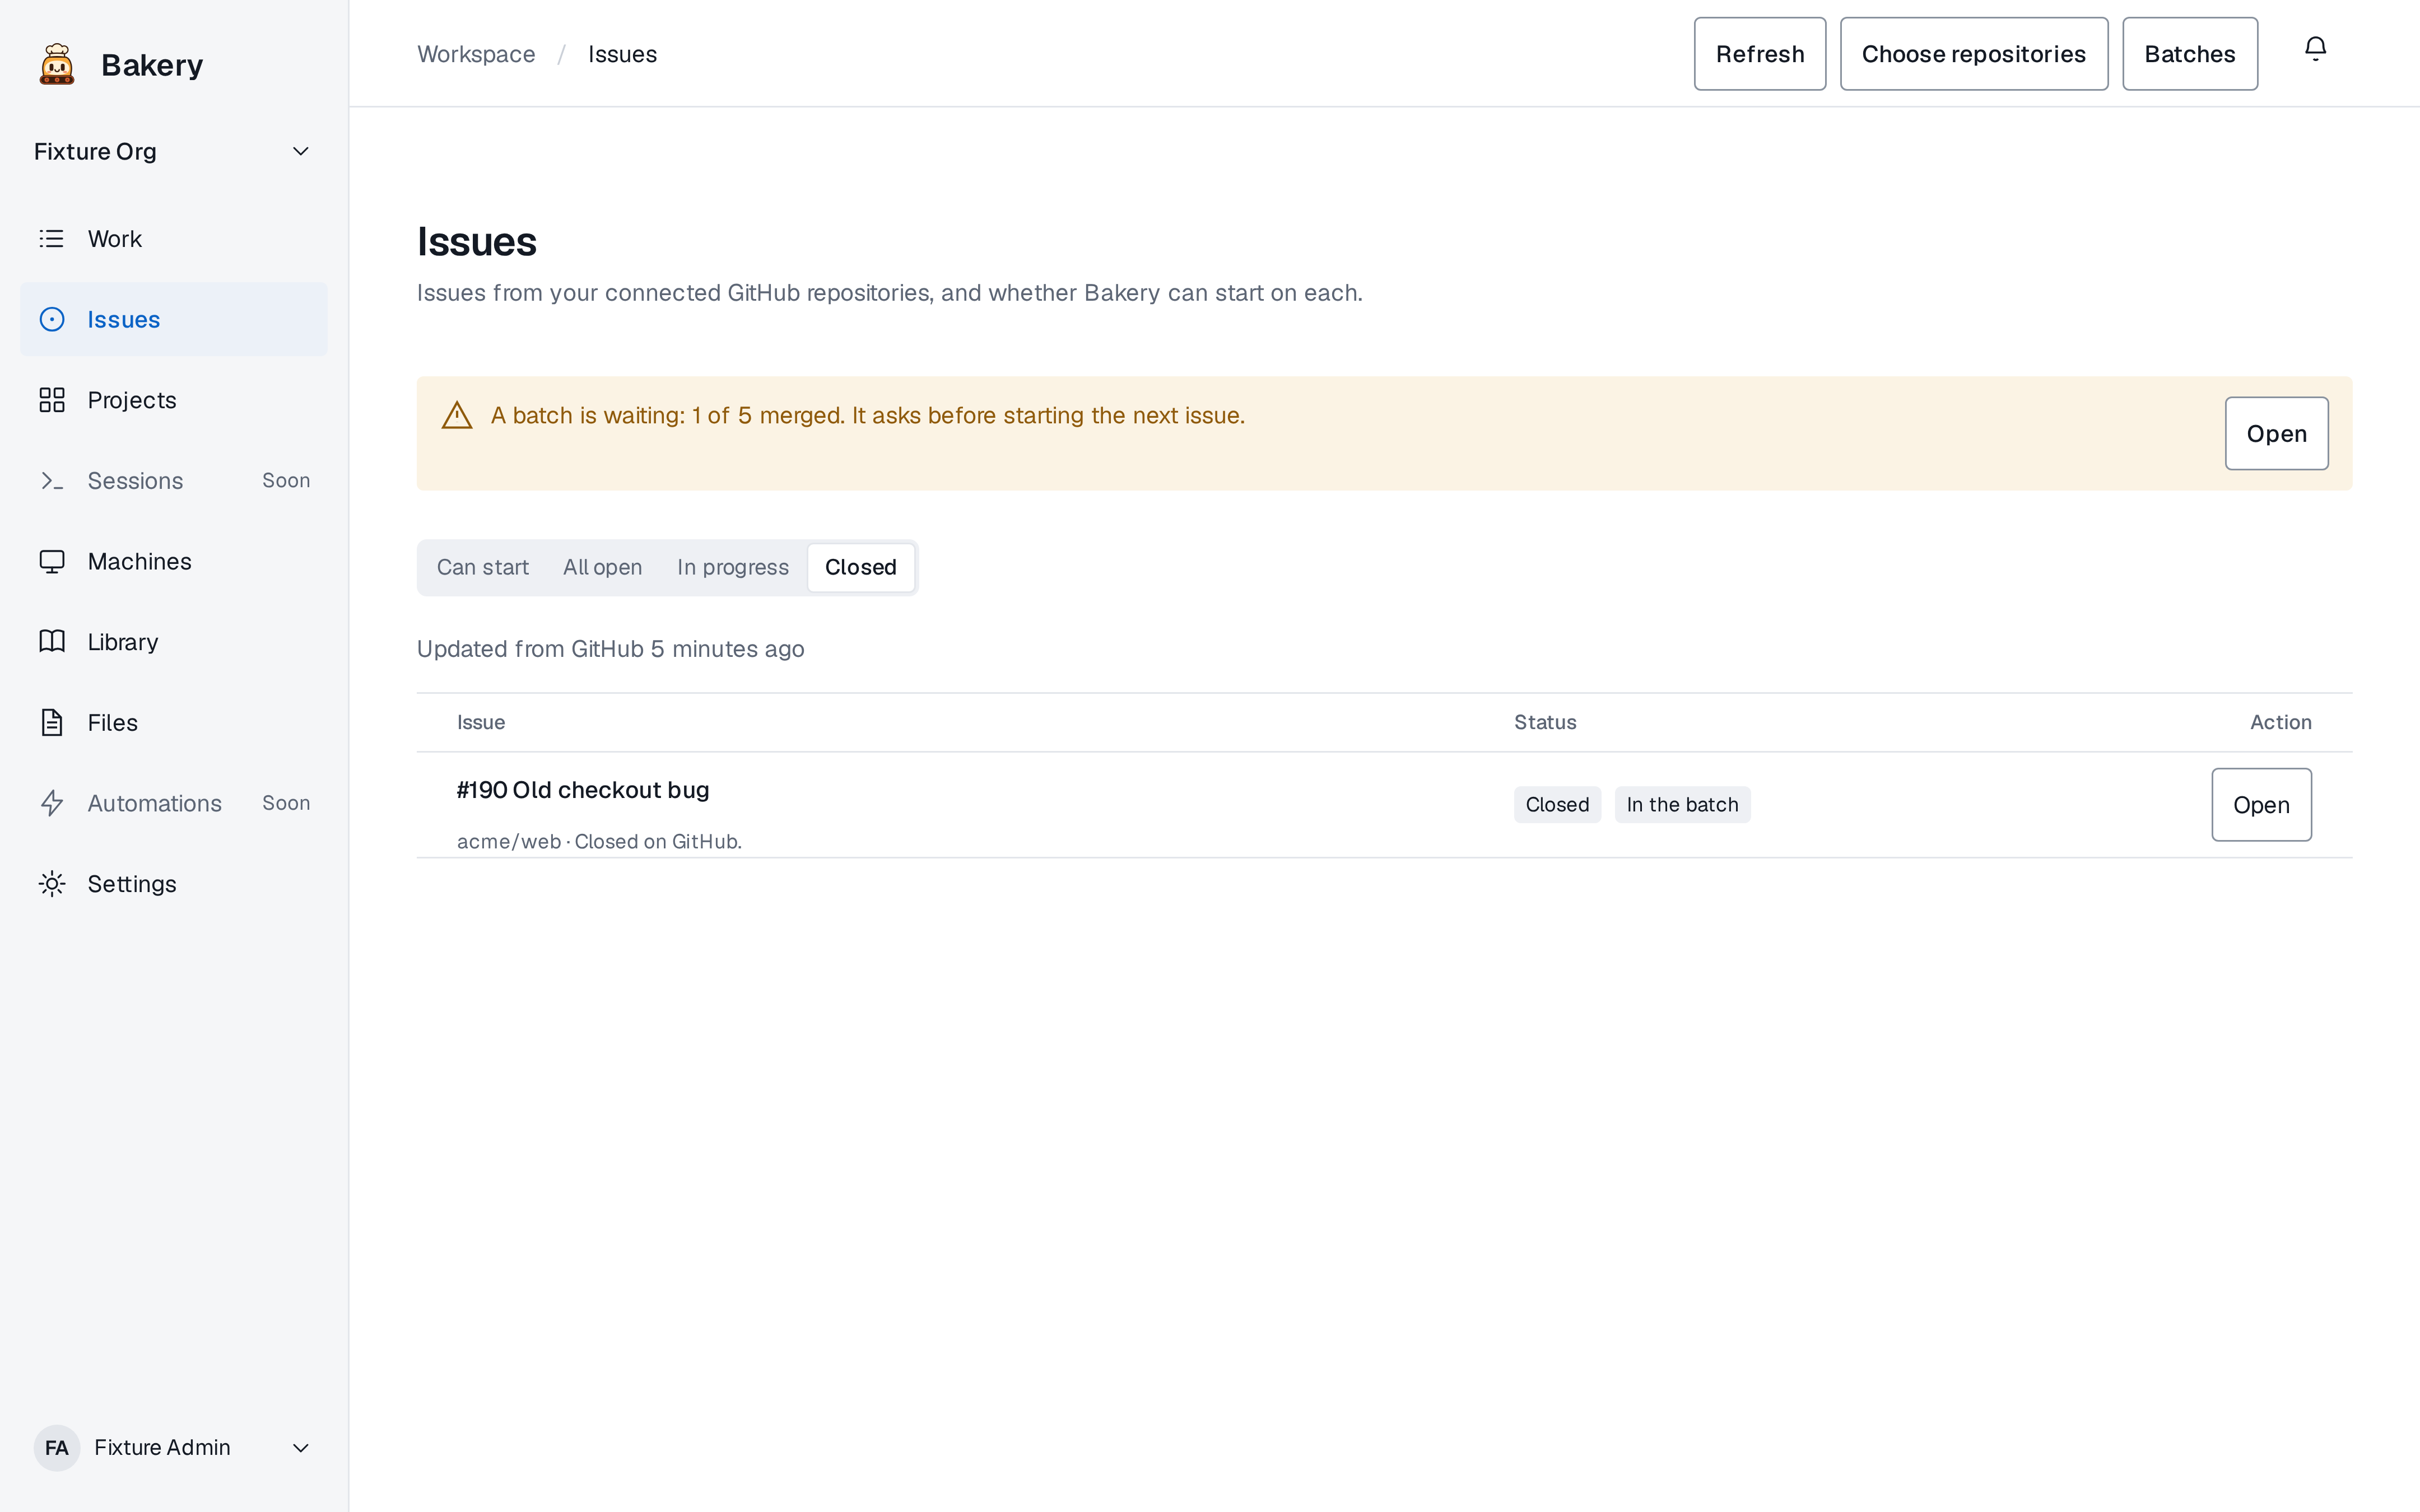 Bakery
Fixture Org
Work
Issues
Projects
Sessions Soon
Machines
Library
Files
Automations Soon
Settings
FA Fixture Admin
Workspace / Issues
Refresh
Choose repositories
Batches
Issues
Issues from your connected GitHub repositories, and whether Bakery can start on each.
A batch is waiting: 1 of 5 merged. It asks before starting the next issue.
Open
Can start All open In progress Closed
Updated from GitHub 5 minutes ago
Issue Status Action
#190 Old checkout bug
acme/web · Closed on GitHub.
Closed In the batch
Open